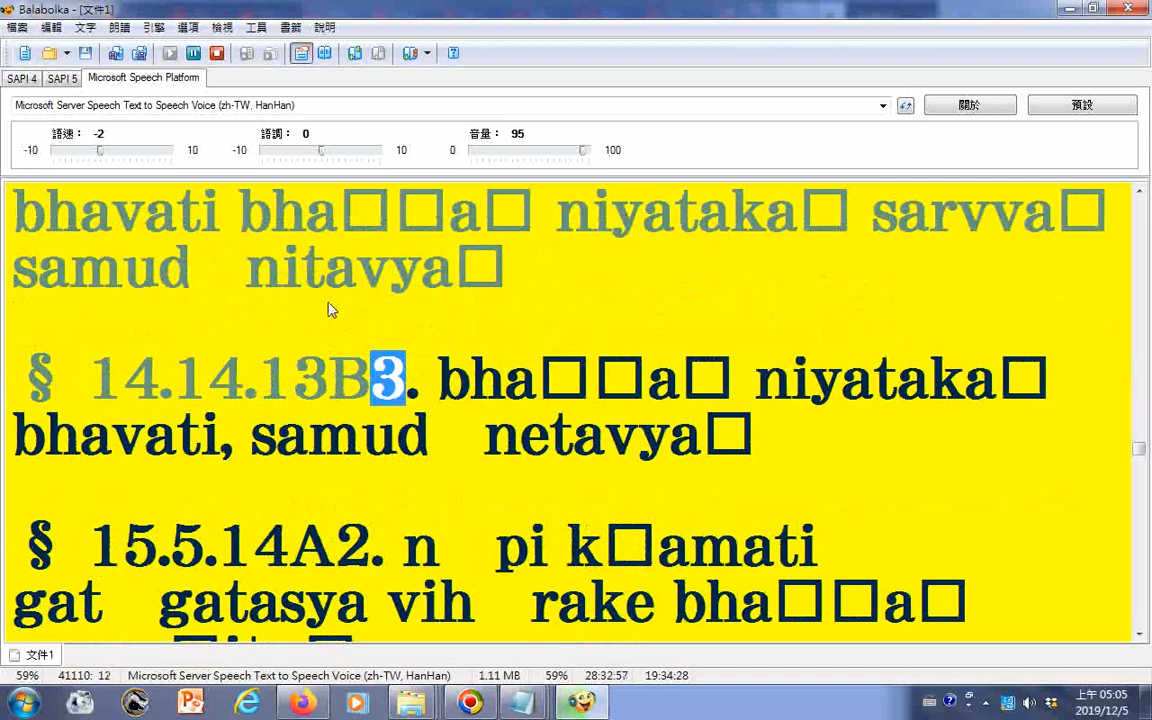 Balabolka - [文件1]
檔案 編輯 文字 朗讀 引擎 選項 檢視 工具 書籤 說明
SAPI 4 SAPI 5 Microsoft Speech Platform
Microsoft Server Speech Text to Speech Voice (zh-TW, HanHan) 關於 預設
語速： -2 語調： 0 音量： 95
-10 10 -10 10 0 100
bhavati bha□□a□ niyataka□ sarvva□
samud nitavya□
§ 14.14.13B3. bha□□a□ niyataka□
bhavati, samud netavya□
§ 15.5.14A2. n pi k□amati
gat gatasya vih rake bha□□a□
文件1
59% 41110: 12 Microsoft Server Speech Text to Speech Voice (zh-TW, HanHan) 1.11 MB 59% 28:32:57 19:34:28
上午 05:05
2019/12/5